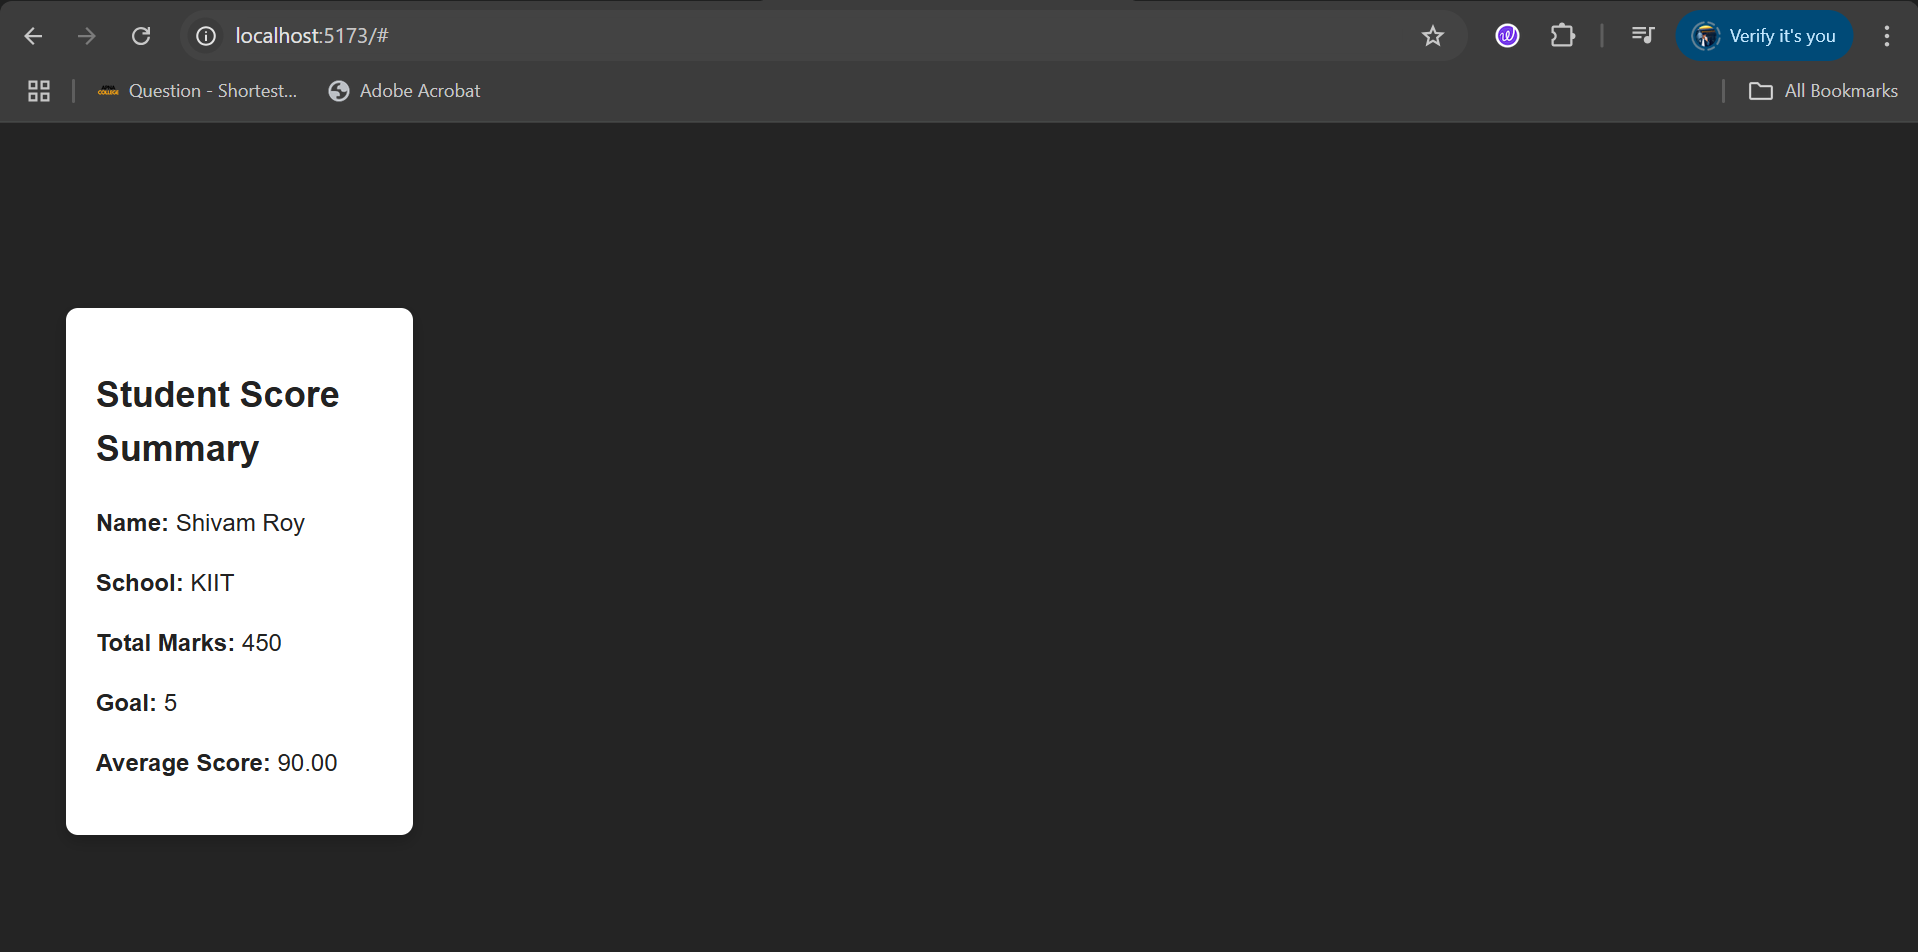 localhost:5173/#
Verify it's you
Question - Shortest...
Adobe Acrobat
All Bookmarks
Student Score
Summary
Name: Shivam Roy
School: KIIT
Total Marks: 450
Goal: 5
Average Score: 90.00